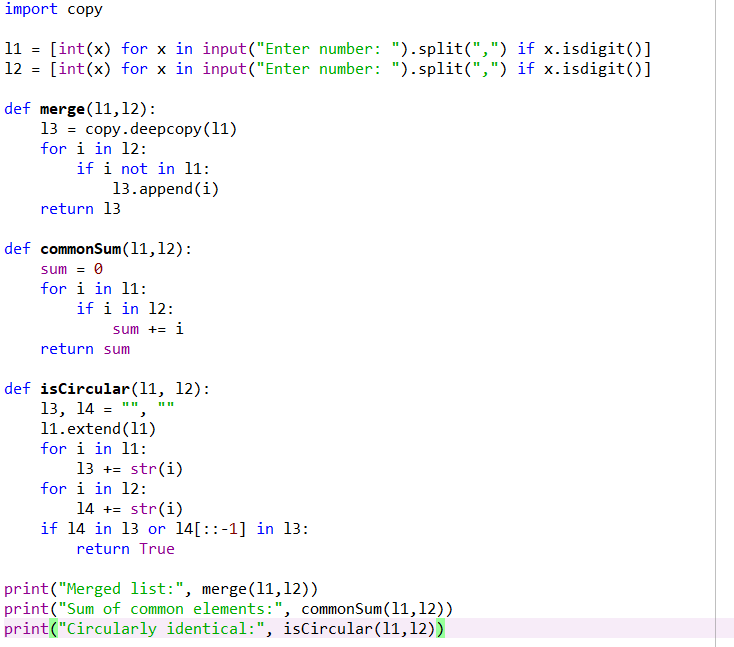 import copy

l1 = [int(x) for x in input("Enter number: ").split(",") if x.isdigit()]
l2 = [int(x) for x in input("Enter number: ").split(",") if x.isdigit()]

def merge(l1,l2):
    l3 = copy.deepcopy(l1)
    for i in l2:
        if i not in l1:
            l3.append(i)
    return l3

def commonSum(l1,l2):
    sum = 0
    for i in l1:
        if i in l2:
            sum += i
    return sum

def isCircular(l1, l2):
    l3, l4 = "", ""
    l1.extend(l1)
    for i in l1:
        l3 += str(i)
    for i in l2:
        l4 += str(i)
    if l4 in l3 or l4[::-1] in l3:
        return True

print("Merged list:", merge(l1,l2))
print("Sum of common elements:", commonSum(l1,l2))
print("Circularly identical:", isCircular(l1,l2))